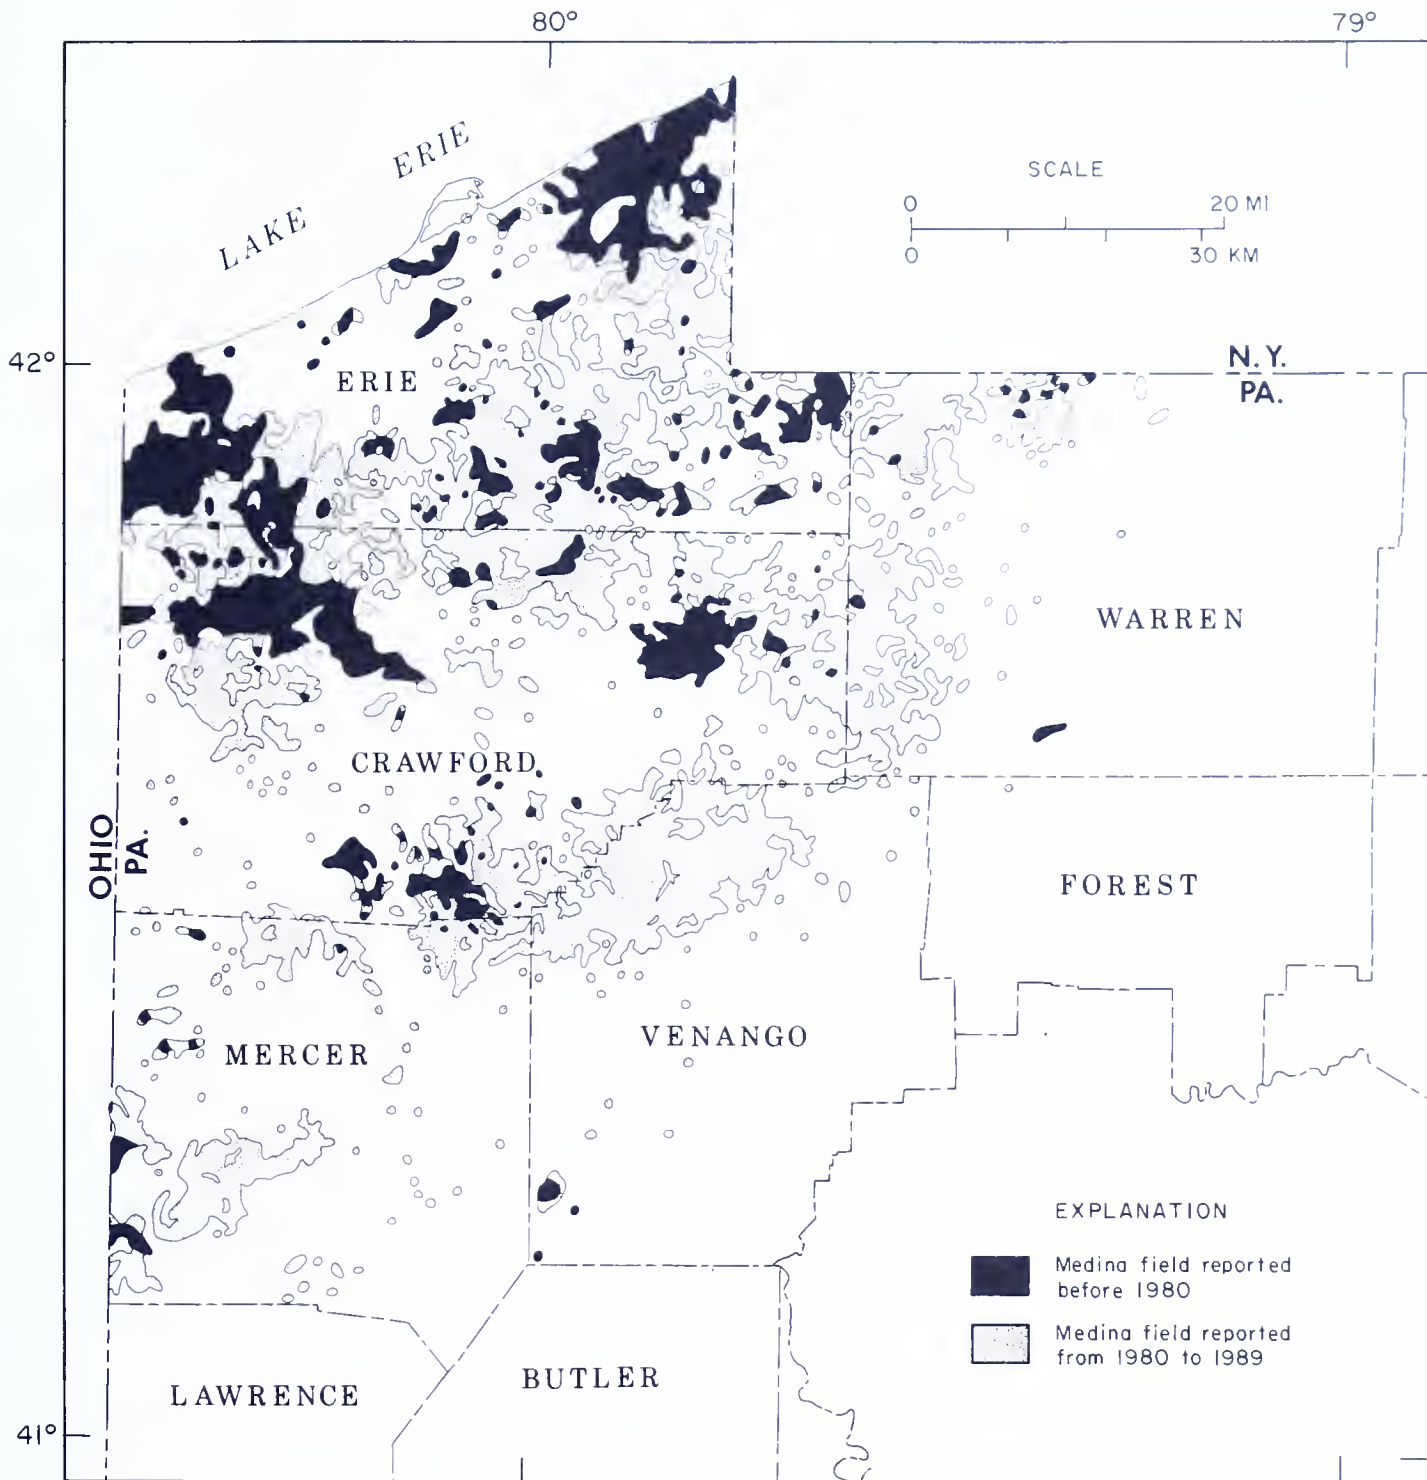 80° 79°
LAKE ERIE
SCALE
0 20 MI
0 30 KM
42°
N.Y.
PA.
ERIE
WARREN
CRAWFORD
OHIO
PA.
FOREST
VENANGO
MERCER
EXPLANATION
Medina field reported
before 1980
Medina field reported
from 1980 to 1989
LAWRENCE
BUTLER
41°